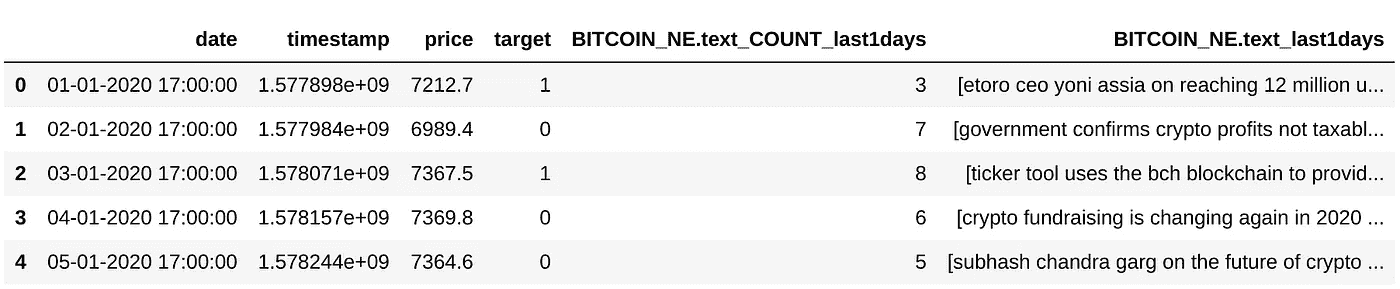 date timestamp price target BITCOIN_NE.text_COUNT_last1days BITCOIN_NE.text_last1days
0 01-01-2020 17:00:00 1.577898e+09 7212.7 1 3 [etoro ceo yoni assia on reaching 12 million u...
1 02-01-2020 17:00:00 1.577984e+09 6989.4 0 7 [government confirms crypto profits not taxabl...
2 03-01-2020 17:00:00 1.578071e+09 7367.5 1 8 [ticker tool uses the bch blockchain to provid...
3 04-01-2020 17:00:00 1.578157e+09 7369.8 0 6 [crypto fundraising is changing again in 2020 ...
4 05-01-2020 17:00:00 1.578244e+09 7364.6 0 5 [subhash chandra garg on the future of crypto ...